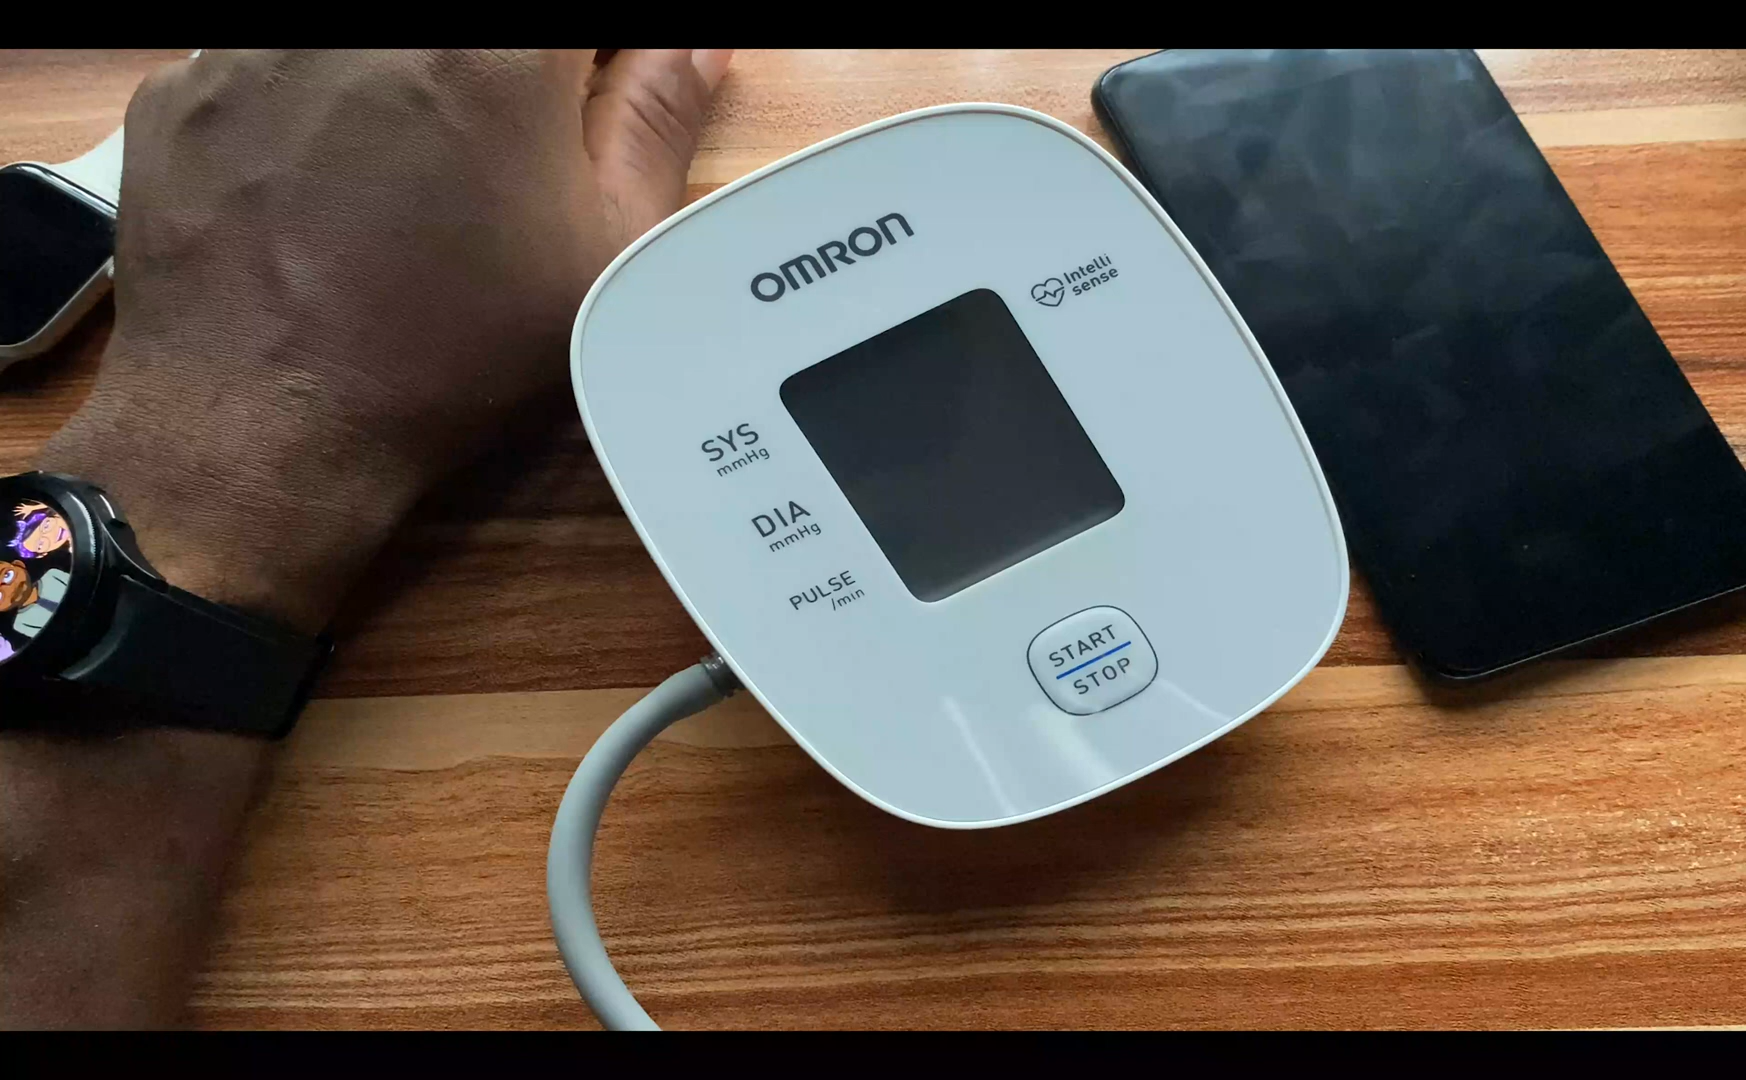 OMRON
Intelli
sense
SYS
mmHg
DIA
mmHg
PULSE
/min
START
STOP